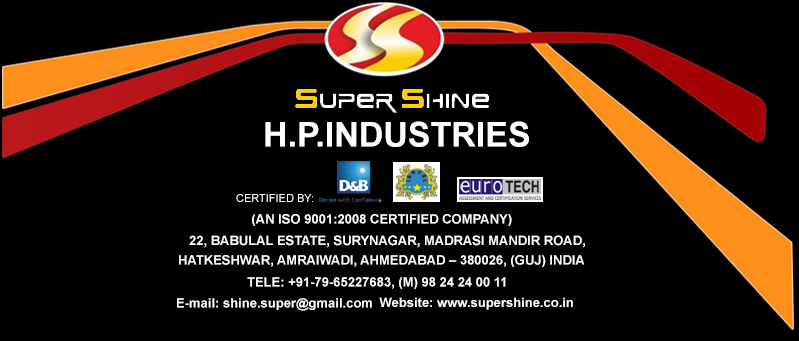 SUPER SHINE
H.P.INDUSTRIES
CERTIFIED BY: D&B Decide with Confidence euroTECH ASSESSMENT AND CERTIFICATION SERVICES
(AN ISO 9001:2008 CERTIFIED COMPANY)
22, BABULAL ESTATE, SURYNAGAR, MADRASI MANDIR ROAD,
HATKESHWAR, AMRAIWADI, AHMEDABAD – 380026, (GUJ) INDIA
TELE: +91-79-65227683, (M) 98 24 24 00 11
E-mail: shine.super@gmail.com Website: www.supershine.co.in